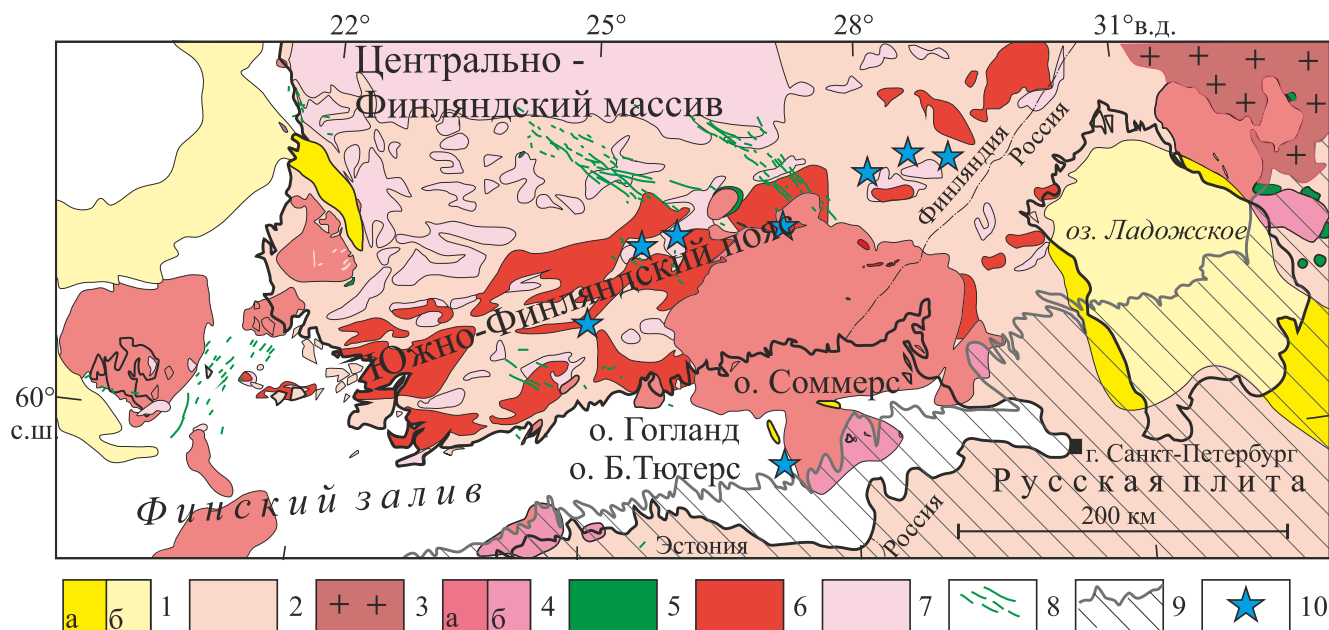 22°
25°
28°
31°в.д.
Центрально -
Финляндский массив
Финляндия
Россия
оз. Ладожское
Южно-Финляндский пояс
60°
с.ш.
о. Соммерс
о. Гогланд
о. Б.Тютерс
г. Санкт-Петербург
Финский залив
Русская плита
200 км
Эстония
Россия
а б 1 2 3 а б 4 5 6 7 8 9 10